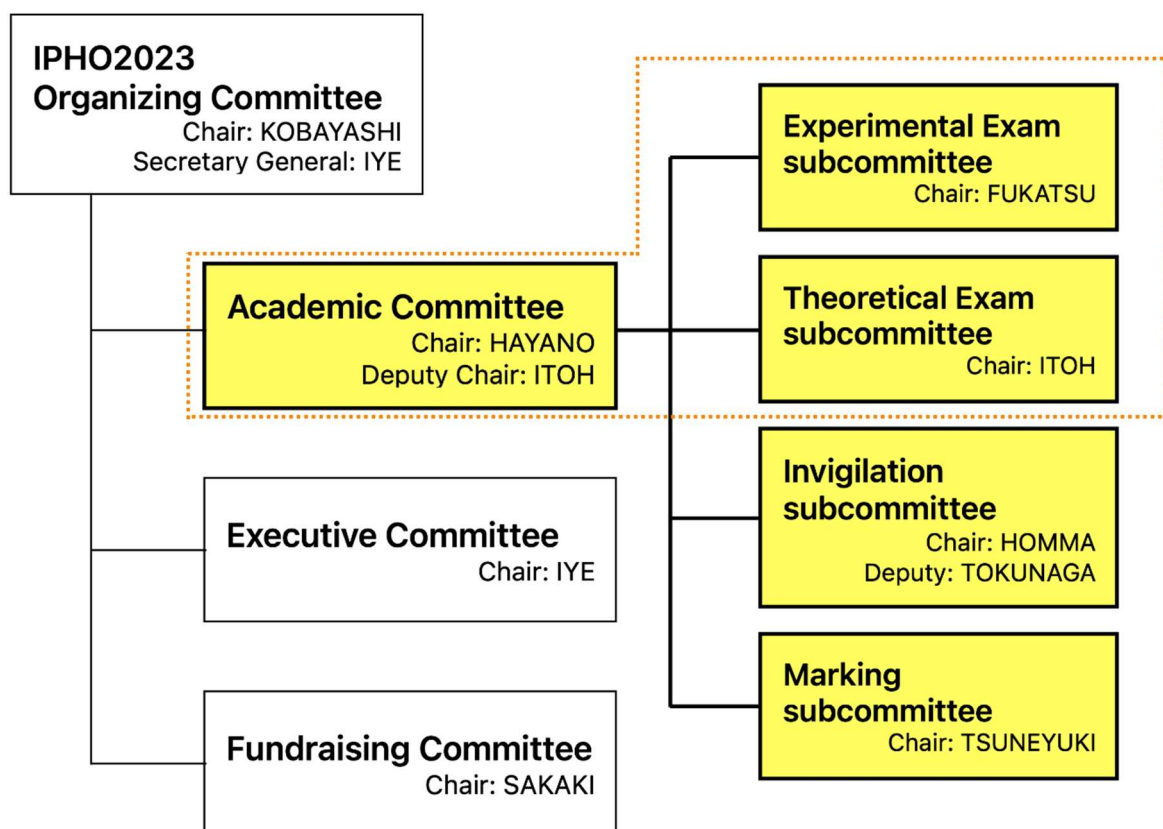 IPHO2023
Organizing Committee
Chair: KOBAYASHI
Secretary General: IYE
Academic Committee
Chair: HAYANO
Deputy Chair: ITOH
Executive Committee
Chair: IYE
Fundraising Committee
Chair: SAKAKI
Experimental Exam
subcommittee
Chair: FUKATSU
Theoretical Exam
subcommittee
Chair: ITOH
Invigilation
subcommittee
Chair: HOMMA
Deputy: TOKUNAGA
Marking
subcommittee
Chair: TSUNEYUKI